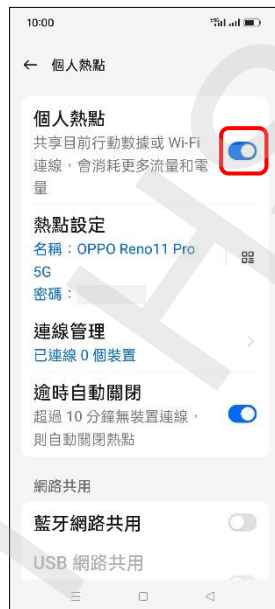 10:00
個人熱點
個人熱點
共享目前行動數據或 Wi-Fi
連線，會消耗更多流量和電
量
熱點設定
名稱：OPPO Reno11 Pro
5G
密碼：
連線管理
已連線 0 個裝置
逾時自動關閉
超過 10 分鐘無裝置連線，
則自動關閉熱點
網路共用
藍牙網路共用
USB 網路共用